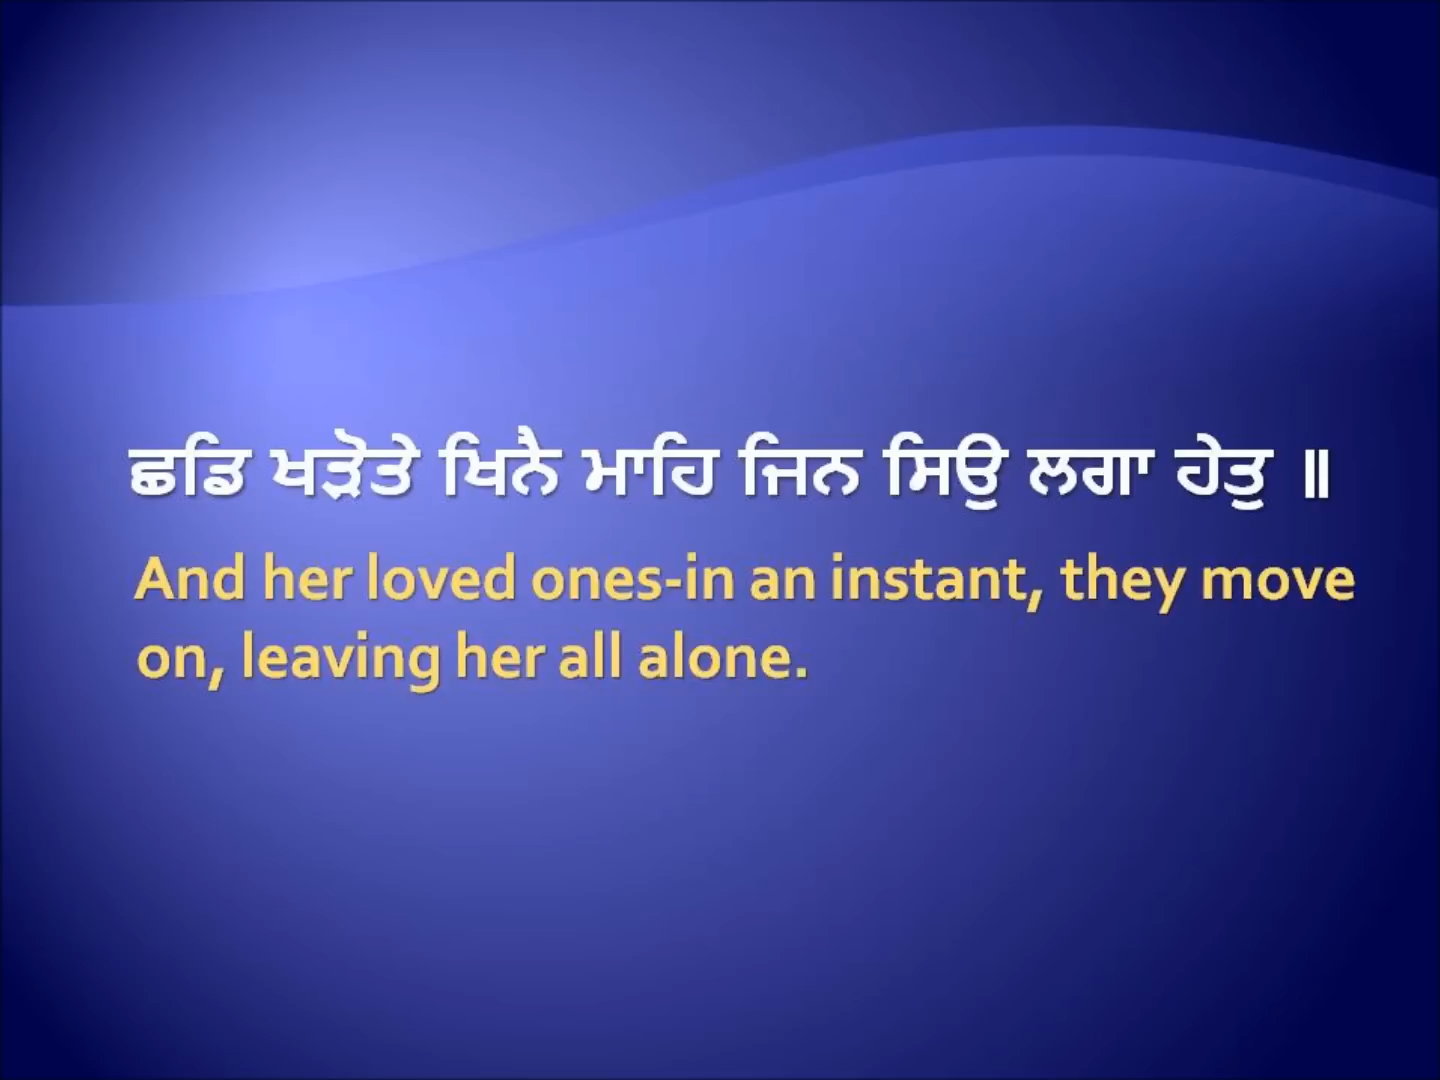 ਛਡਿ ਖੜੋਤੇ ਖਿਨੈ ਮਾਹਿ ਜਿਨ ਸਿਉ ਲਗਾ ਹੇਤੁ ॥
And her loved ones-in an instant, they move
on, leaving her all alone.